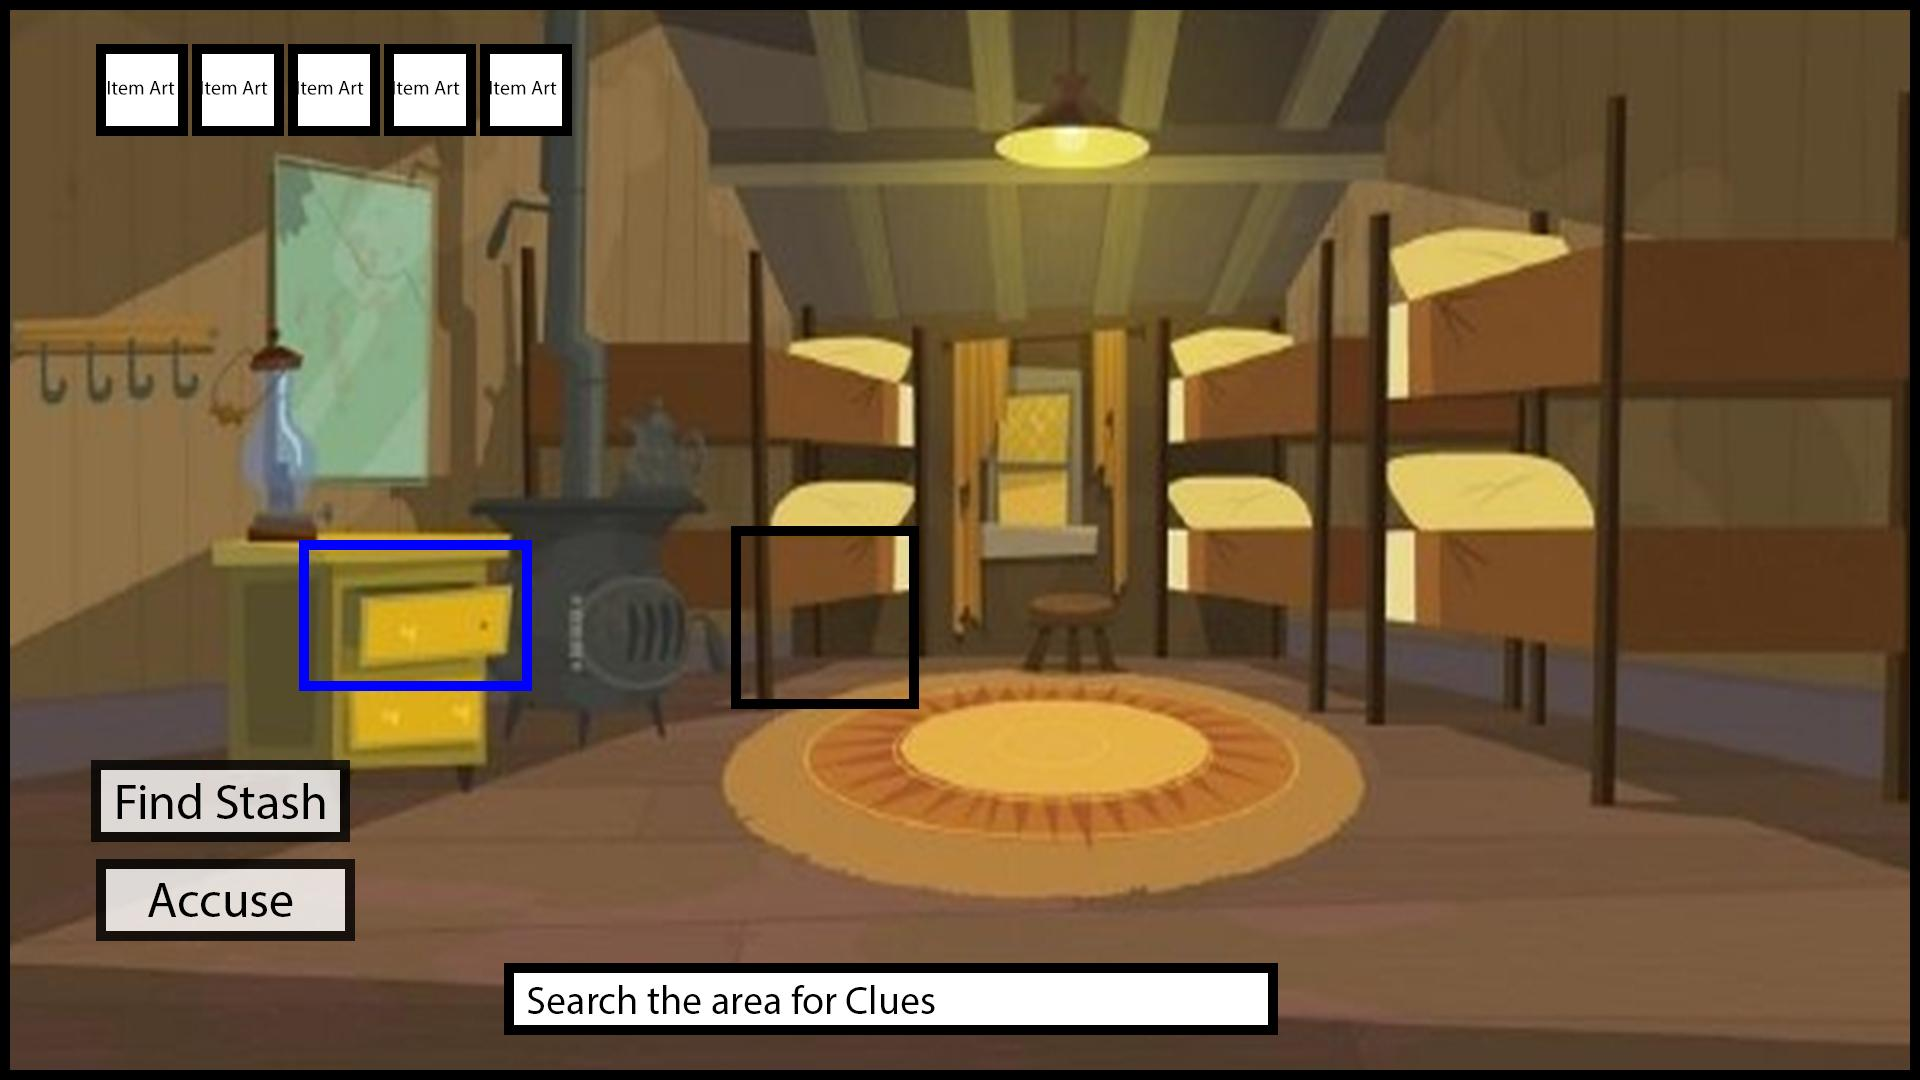 Item Art Item Art Item Art Item Art Item Art
Find Stash
Accuse
Search the area for Clues